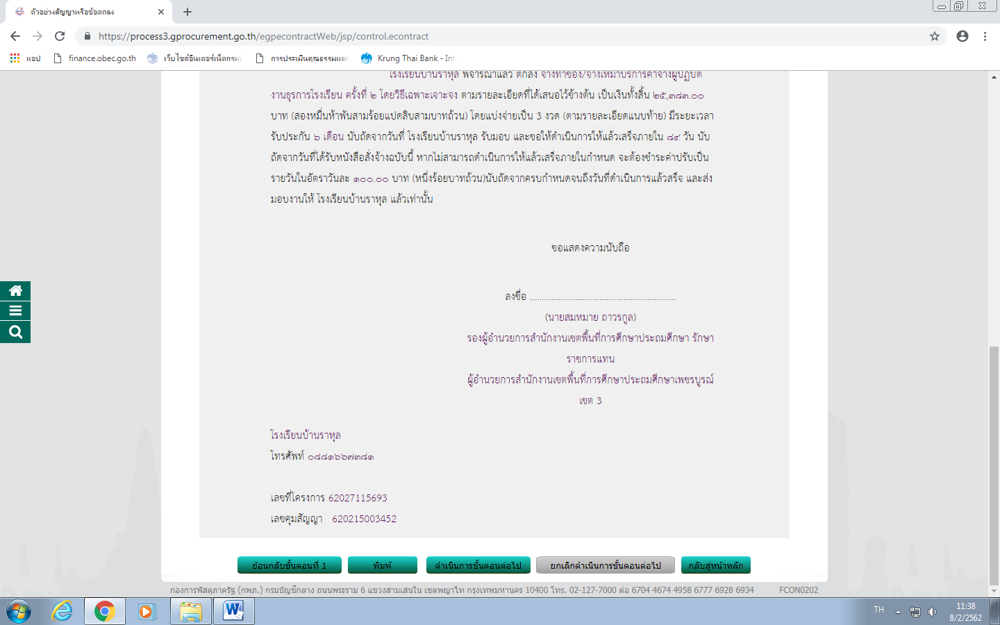 ตัวอย่างสัญญาหรือข้อตกลง
https://process3.gprocurement.go.th/egpecontractWeb/jsp/control.econtract
แอป finance.obec.go.th เว็บไซต์อินเตอร์เน็ตกรม การประเมินคุณธรรมและ Krung Thai Bank - Int
โรงเรียนบ้านราหุล พิจารณาแล้ว ตกลง จ้างทำของ/จ้างเหมาบริการค่าจ้างผู้ปฏิบัติ
งานธุรการโรงเรียน ครั้งที่ ๒ โดยวิธีเฉพาะเจาะจง ตามรายละเอียดที่ได้เสนอไว้ข้างต้น เป็นเงินทั้งสิ้น ๒๕,๓๘๓.๐๐
บาท (สองหมื่นห้าพันสามร้อยแปดสิบสามบาทถ้วน) โดยแบ่งจ่ายเป็น 3 งวด (ตามรายละเอียดแนบท้าย) มีระยะเวลา
รับประกัน ๖ เดือน นับถัดจากวันที่ โรงเรียนบ้านราหุล รับมอบ และขอให้ดำเนินการให้แล้วเสร็จภายใน ๘๔ วัน นับ
ถัดจากวันที่ได้รับหนังสือสั่งจ้างฉบับนี้ หากไม่สามารถดำเนินการให้แล้วเสร็จภายในกำหนด จะต้องชำระค่าปรับเป็น
รายวันในอัตราวันละ ๑๐๐.๐๐ บาท (หนึ่งร้อยบาทถ้วน)นับถัดจากครบกำหนดจนถึงวันที่ดำเนินการแล้วสร็จ และส่ง
มอบงานให้ โรงเรียนบ้านราหุล แล้วเท่านั้น
ขอแสดงความนับถือ
ลงชื่อ ............................................................
(นายสมหมาย ถาวรกูล)
รองผู้อำนวยการสำนักงานเขตพื้นที่การศึกษาประถมศึกษา รักษา
ราชการแทน
ผู้อำนวยการสำนักงานเขตพื้นที่การศึกษาประถมศึกษาเพชรบูรณ์
เขต 3
โรงเรียนบ้านราหุล
โทรศัพท์ ๐๘๘๑๖๖๗๓๘๑
เลขที่โครงการ 62027115693
เลขคุมสัญญา 620215003452
ย้อนกลับขั้นตอนที่ 1 พิมพ์ ดำเนินการขั้นตอนต่อไป ยกเลิกดำเนินการขั้นตอนต่อไป กลับสู่หน้าหลัก
กองการพัสดุภาครัฐ (กพภ.) กรมบัญชีกลาง ถนนพระราม 6 แขวงสามเสนใน เขตพญาไท กรุงเทพมหานคร 10400 โทร. 02-127-7000 ต่อ 6704 4674 4958 6777 6928 6934 FCON0202
TH 11:38
8/2/2562